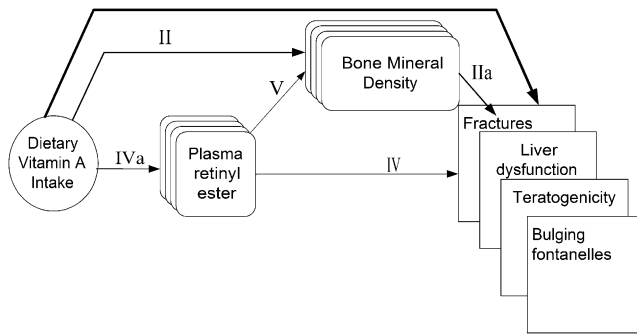 II
Bone Mineral
Density
IIa
V
Fractures
Dietary
Vitamin A
Intake
IVa
Plasma
retinyl
ester
IV
Liver
dysfunction
Teratogenicity
Bulging
fontanelles